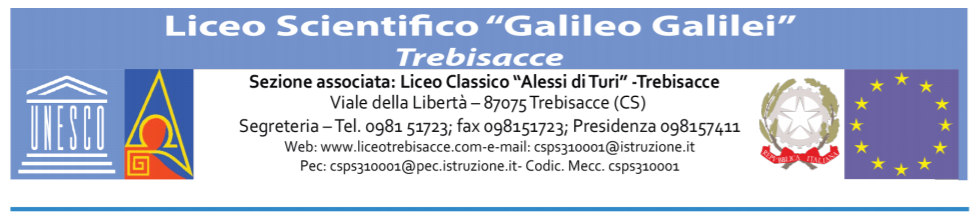 Liceo Scientifico “Galileo Galilei”
Trebisacce
Sezione associata: Liceo Classico “Alessi di Turi” -Trebisacce
Viale della Libertà – 87075 Trebisacce (CS)
Segreteria – Tel. 0981 51723; fax 098151723; Presidenza 098157411
Web: www.liceotrebisacce.com-e-mail: csps310001@istruzione.it
Pec: csps310001@pec.istruzione.it- Codic. Mecc. csps310001
UNESCO
REPVBBLICA ITALIANA